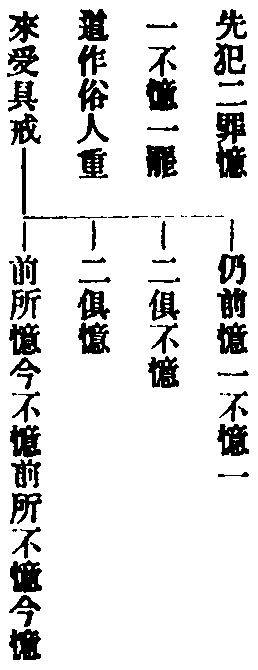 先犯二罪憶
一不憶一罷
道作俗人重
來受具戒
仍前憶一不憶一
二俱不憶
二俱憶
前所憶今不憶前所不憶今憶